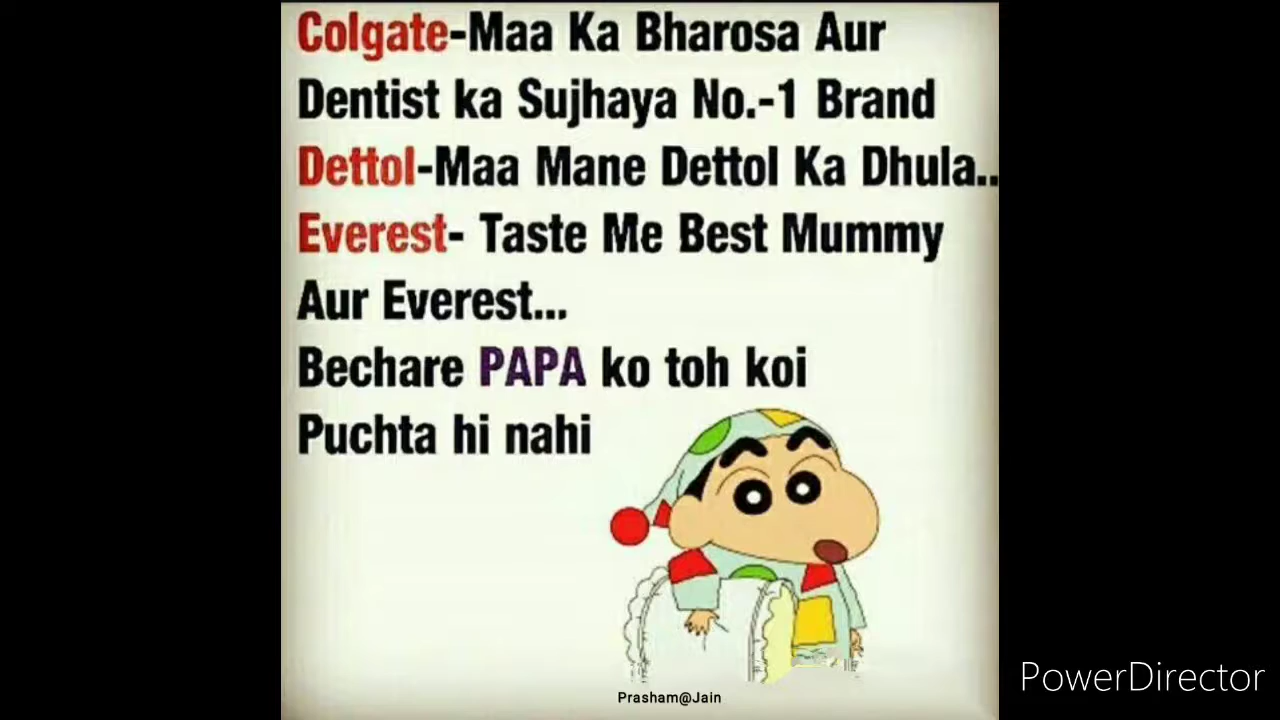 Colgate-Maa Ka Bharosa Aur
Dentist ka Sujhaya No.-1 Brand
Dettol-Maa Mane Dettol Ka Dhula..
Everest- Taste Me Best Mummy
Aur Everest...
Bechare PAPA ko toh koi
Puchta hi nahi
Prasham@Jain
PowerDirector